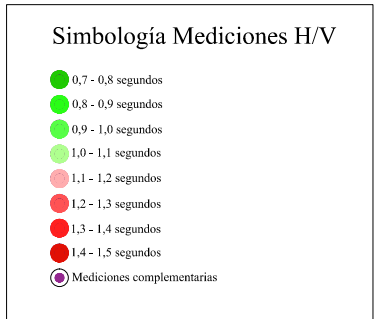 Simbología Mediciones H/V
0,7 - 0,8 segundos
0,8 - 0,9 segundos
0,9 - 1,0 segundos
1,0 - 1,1 segundos
1,1 - 1,2 segundos
1,2 - 1,3 segundos
1,3 - 1,4 segundos
1,4 - 1,5 segundos
Mediciones complementarias